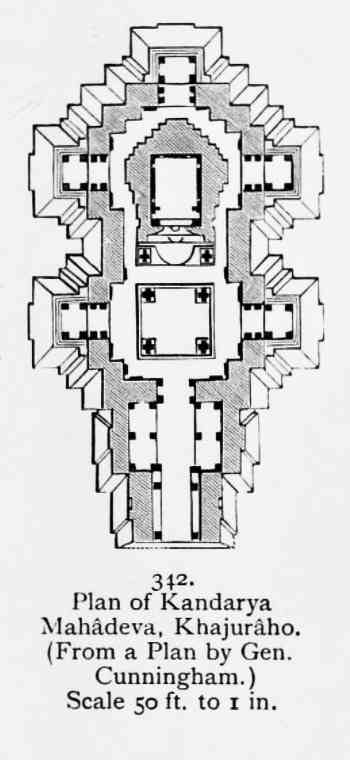 342.
Plan of Kandarya
Mahâdeva, Khajurâho.
(From a Plan by Gen.
Cunningham.)
Scale 50 ft. to 1 in.